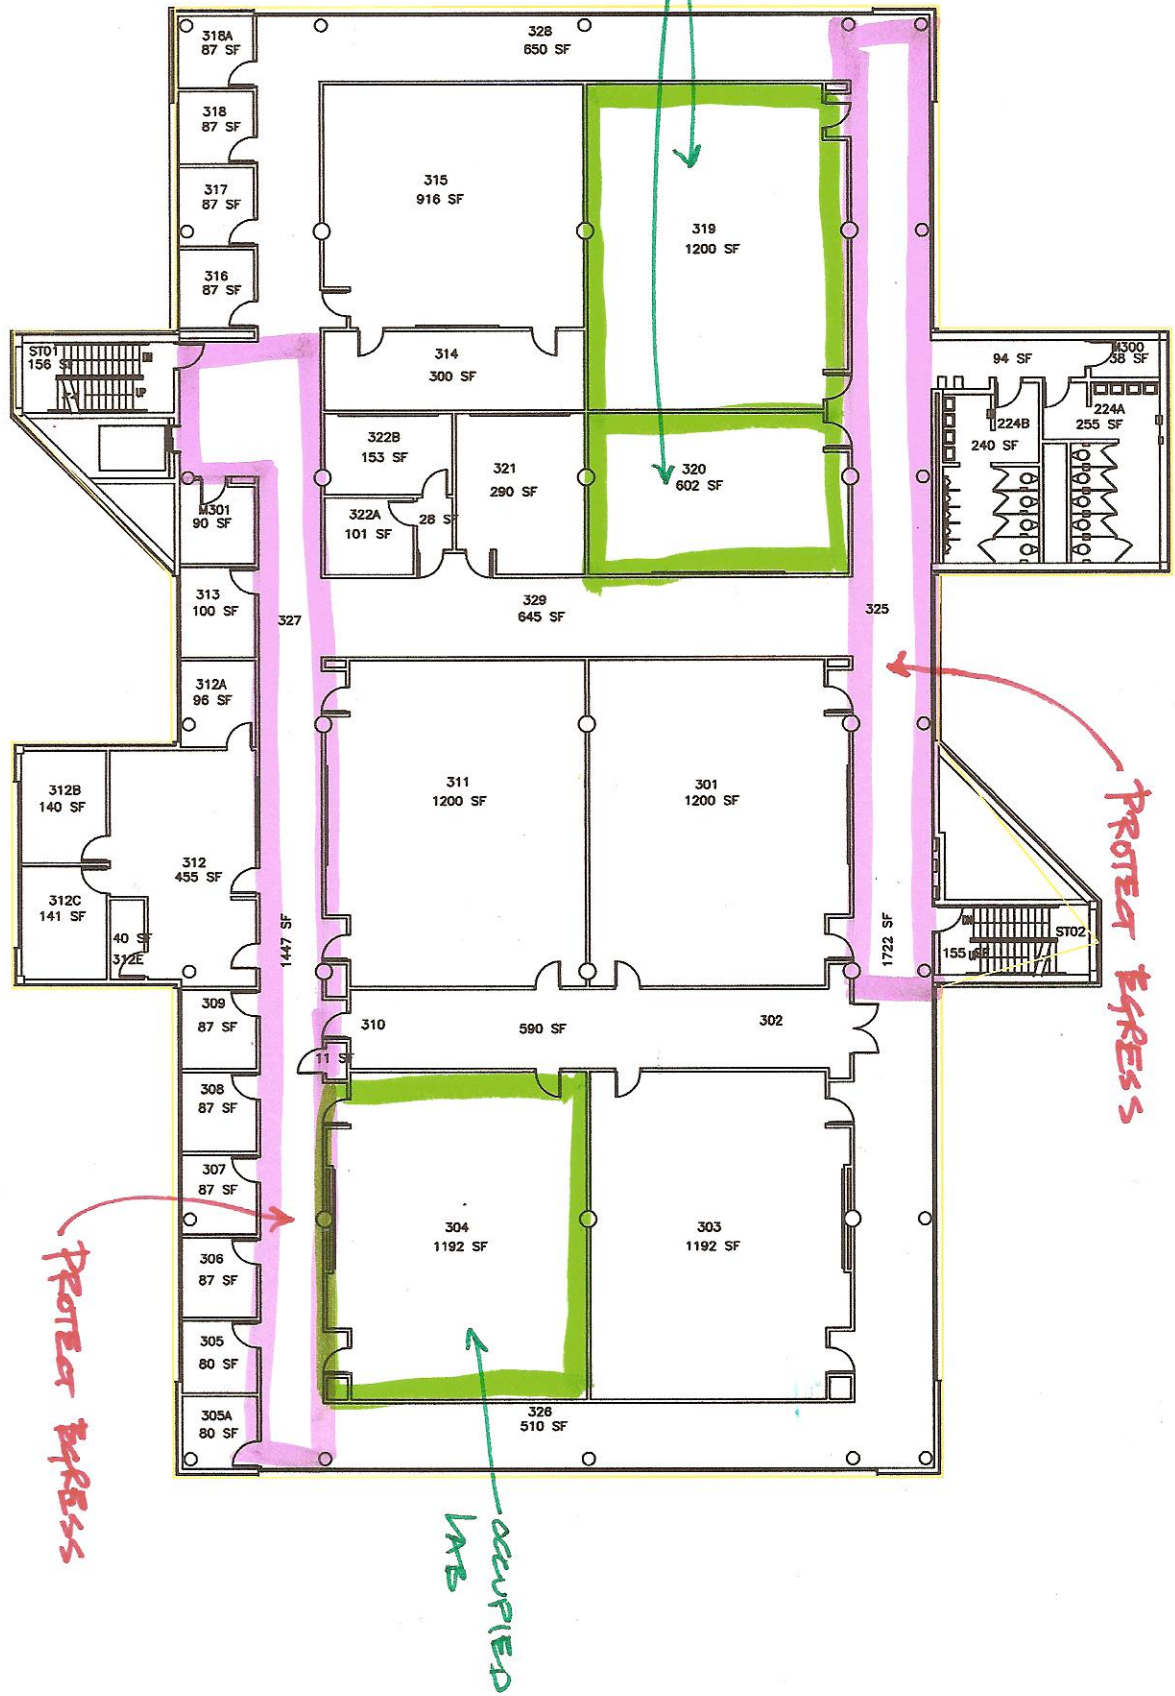 318A
87 SF
328
650 SF
318
87 SF
317
87 SF
315
916 SF
319
1200 SF
316
87 SF
ST01
156 SF
DN
UP
314
300 SF
94 SF
M300
38 SF
224A
255 SF
224B
240 SF
322B
153 SF
321
290 SF
320
602 SF
322A
101 SF
28 SF
M301
90 SF
313
100 SF
327
329
645 SF
325
312A
96 SF
311
1200 SF
301
1200 SF
312B
140 SF
312
455 SF
312C
141 SF
40 SF
312E
1447 SF
1722 SF
DN
UP
ST02
155 SF
309
87 SF
310
590 SF
302
11 SF
308
87 SF
307
87 SF
304
1192 SF
303
1192 SF
306
87 SF
305
80 SF
305A
80 SF
326
510 SF
PROTECT EGRESS
PROTECT EGRESS
OCCUPIED
LAB